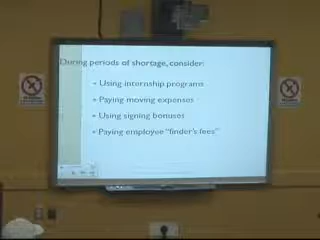 During periods of shortage, consider:
• Using internship programs
• Paying moving expenses
• Using signing bonuses
• Paying employee "finder's fees"